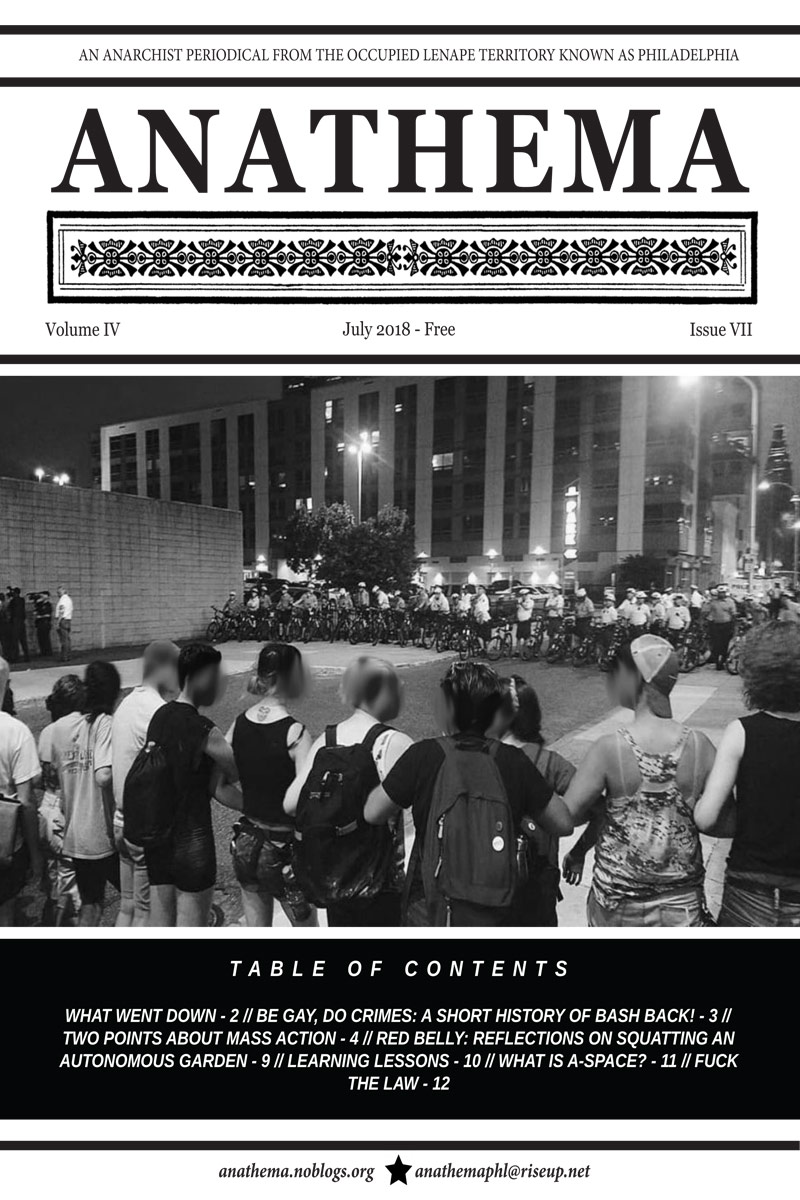 AN ANARCHIST PERIODICAL FROM THE OCCUPIED LENAPE TERRITORY KNOWN AS PHILADELPHIA
ANATHEMA
Volume IV
July 2018 - Free
Issue VII
PARK
TABLE OF CONTENTS
WHAT WENT DOWN - 2 // BE GAY, DO CRIMES: A SHORT HISTORY OF BASH BACK! - 3 //
TWO POINTS ABOUT MASS ACTION - 4 // RED BELLY: REFLECTIONS ON SQUATTING AN
AUTONOMOUS GARDEN - 9 // LEARNING LESSONS - 10 // WHAT IS A-SPACE? - 11 // FUCK
THE LAW - 12
anathema.noblogs.org
anathemaphl@riseup.net